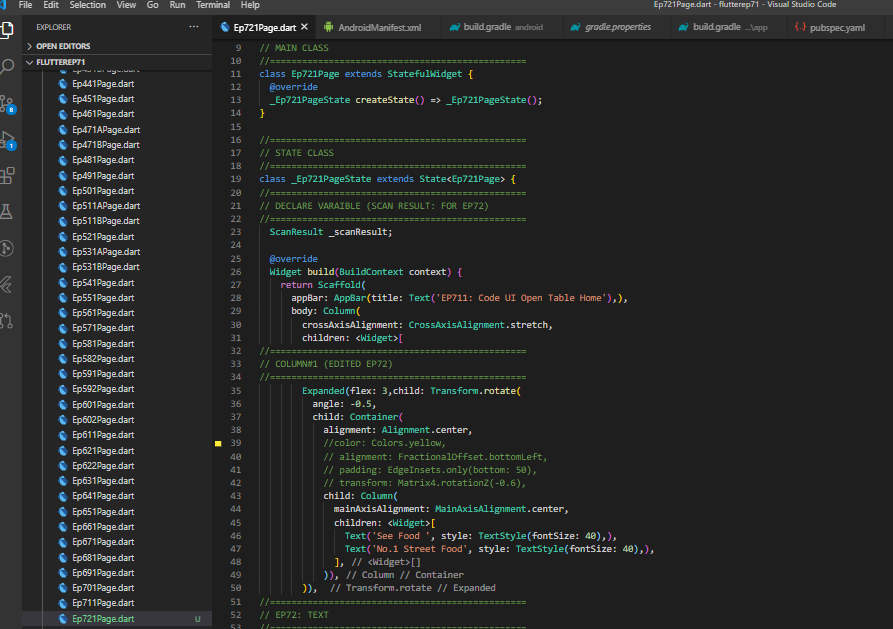 File Edit Selection View Go Run Terminal Help
Ep721Page.dart - flutterep71 - Visual Studio Code
EXPLORER ...
OPEN EDITORS
FLUTTEREP71
Ep441Page.dart
Ep451Page.dart
Ep461Page.dart
Ep471APage.dart
Ep471BPage.dart
Ep481Page.dart
Ep491Page.dart
Ep501Page.dart
Ep511APage.dart
Ep511BPage.dart
Ep521Page.dart
Ep531APage.dart
Ep531BPage.dart
Ep541Page.dart
Ep551Page.dart
Ep561Page.dart
Ep571Page.dart
Ep581Page.dart
Ep582Page.dart
Ep591Page.dart
Ep592Page.dart
Ep601Page.dart
Ep602Page.dart
Ep611Page.dart
Ep621Page.dart
Ep622Page.dart
Ep631Page.dart
Ep641Page.dart
Ep651Page.dart
Ep661Page.dart
Ep671Page.dart
Ep681Page.dart
Ep691Page.dart
Ep701Page.dart
Ep711Page.dart
Ep721Page.dart U
Ep721Page.dart AndroidManifest.xml build.gradle android gradle.properties build.gradle ...\app pubspec.yaml
9 // MAIN CLASS
10 //================================================
11 class Ep721Page extends StatefulWidget {
12 @override
13 _Ep721PageState createState() => _Ep721PageState();
14 }
15
16 //================================================
17 // STATE CLASS
18 //================================================
19 class _Ep721PageState extends State<Ep721Page> {
20 //================================================
21 // DECLARE VARAIBLE (SCAN RESULT: FOR EP72)
22 //================================================
23 ScanResult _scanResult;
24
25 @override
26 Widget build(BuildContext context) {
27 return Scaffold(
28 appBar: AppBar(title: Text('EP711: Code UI Open Table Home'),),
29 body: Column(
30 crossAxisAlignment: CrossAxisAlignment.stretch,
31 children: <Widget>[
32 //================================================
33 // COLUMN#1 (EDITED EP72)
34 //================================================
35 Expanded(flex: 3,child: Transform.rotate(
36 angle: -0.5,
37 child: Container(
38 alignment: Alignment.center,
39 //color: Colors.yellow,
40 // alignment: FractionalOffset.bottomLeft,
41 // padding: EdgeInsets.only(bottom: 50),
42 // transform: Matrix4.rotationZ(-0.6),
43 child: Column(
44 mainAxisAlignment: MainAxisAlignment.center,
45 children: <Widget>[
46 Text('See Food ', style: TextStyle(fontSize: 40),),
47 Text('No.1 Street Food', style: TextStyle(fontSize: 40),),
48 ], // <Widget>[]
49 )), // Column // Container
50 )), // Transform.rotate // Expanded
51 //================================================
52 // EP72: TEXT
53 //================================================